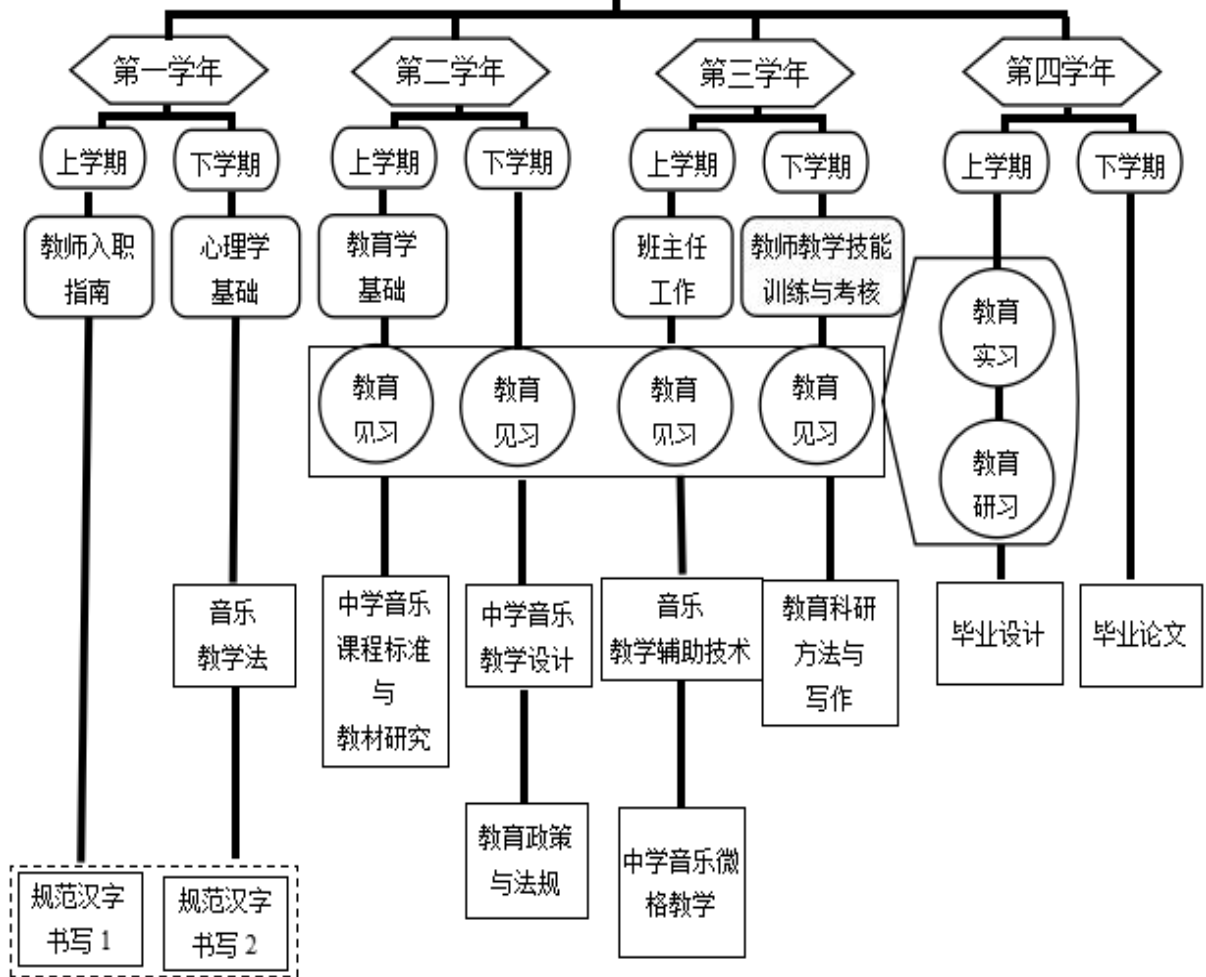 第一学年
第二学年
第三学年
第四学年
上学期
下学期
上学期
下学期
上学期
下学期
上学期
下学期
教师入职
指南
心理学
基础
教育学
基础
班主任
工作
教师教学技能
训练与考核
教育
实习
教育
见习
教育
见习
教育
见习
教育
见习
教育
研习
音乐
教学法
中学音乐
课程标准
与
教材研究
中学音乐
教学设计
音乐
教学辅助技术
教育科研
方法与
写作
毕业设计
毕业论文
教育政策
与法规
中学音乐微
格教学
规范汉字
书写 1
规范汉字
书写 2